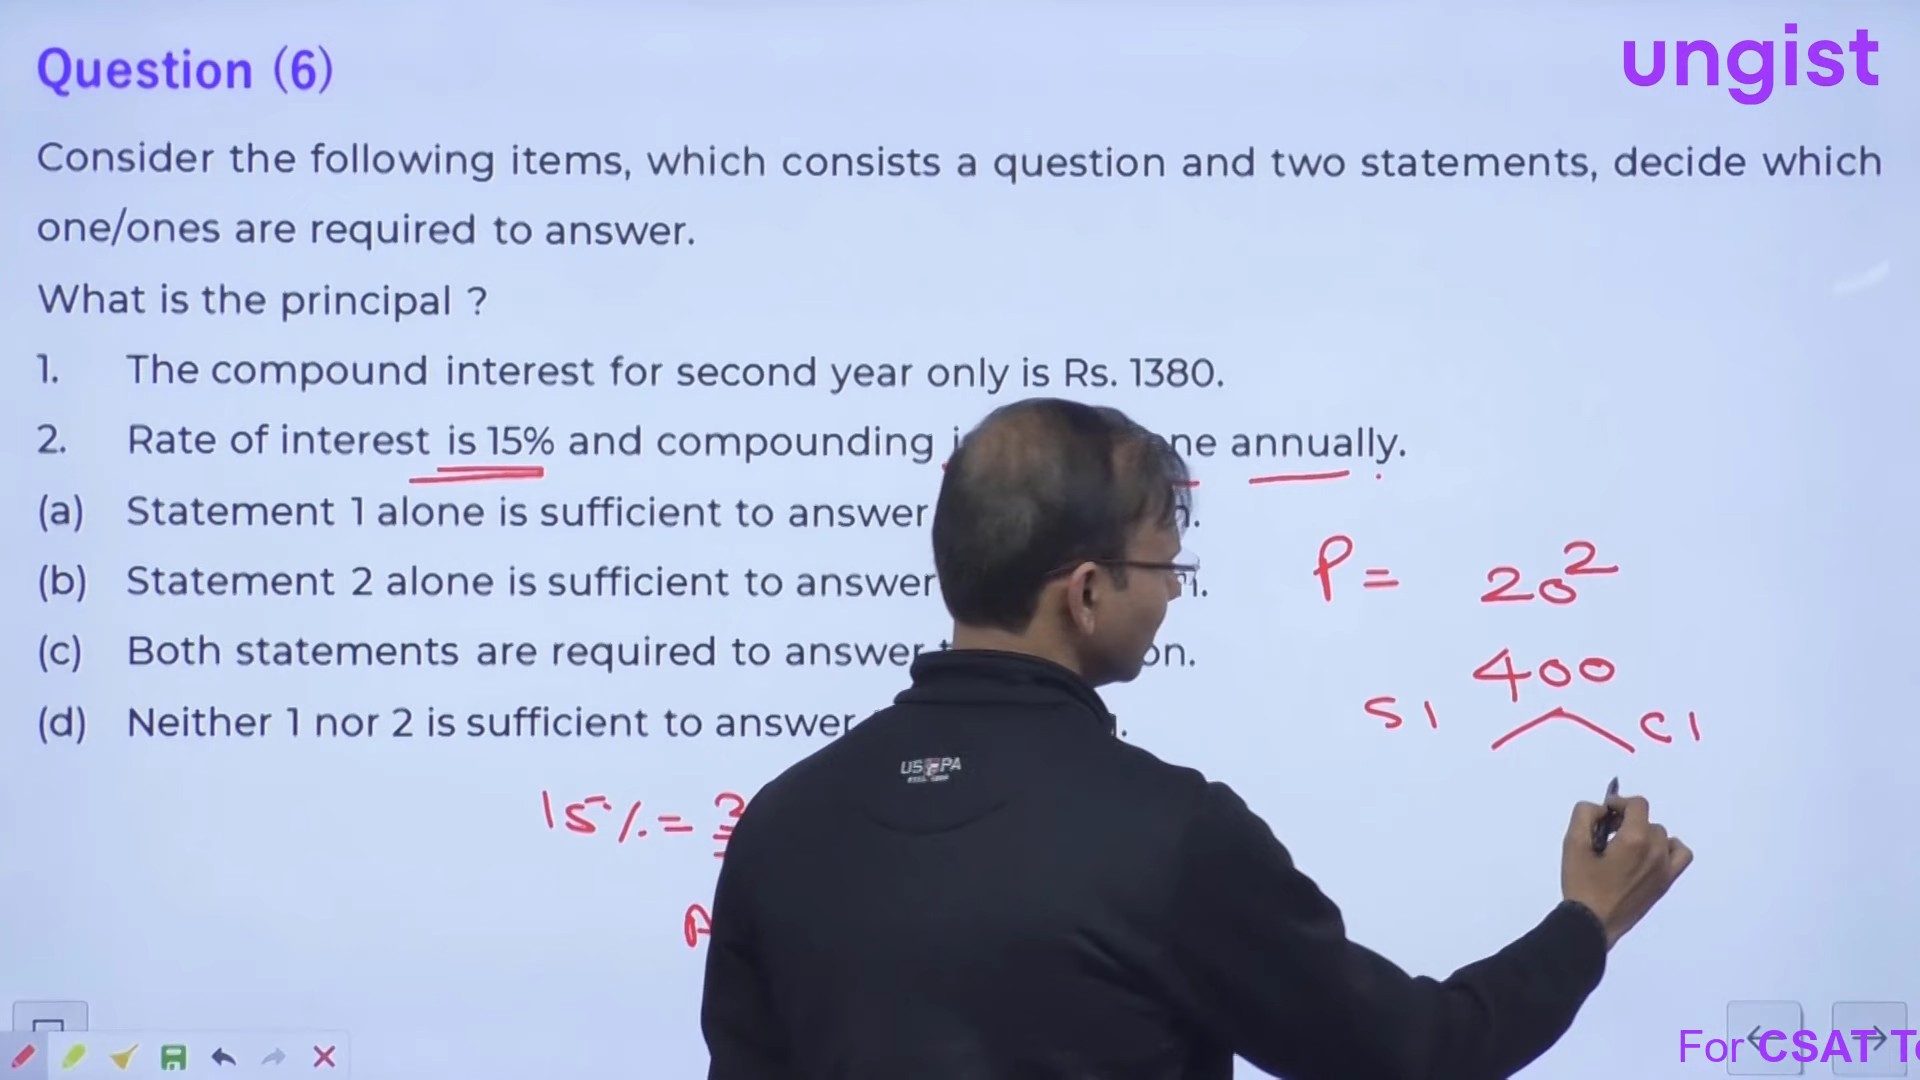 Question (6)
ungist
Consider the following items, which consists a question and two statements, decide which
one/ones are required to answer.
What is the principal ?
1. The compound interest for second year only is Rs. 1380.
2. Rate of interest is 15% and compounding annually.
(a) Statement 1 alone is sufficient to answer
(b) Statement 2 alone is sufficient to answer
(c) Both statements are required to answer
(d) Neither 1 nor 2 is sufficient to answer
P = 20²
400
SI CI
15% =
US PA
For CSAT